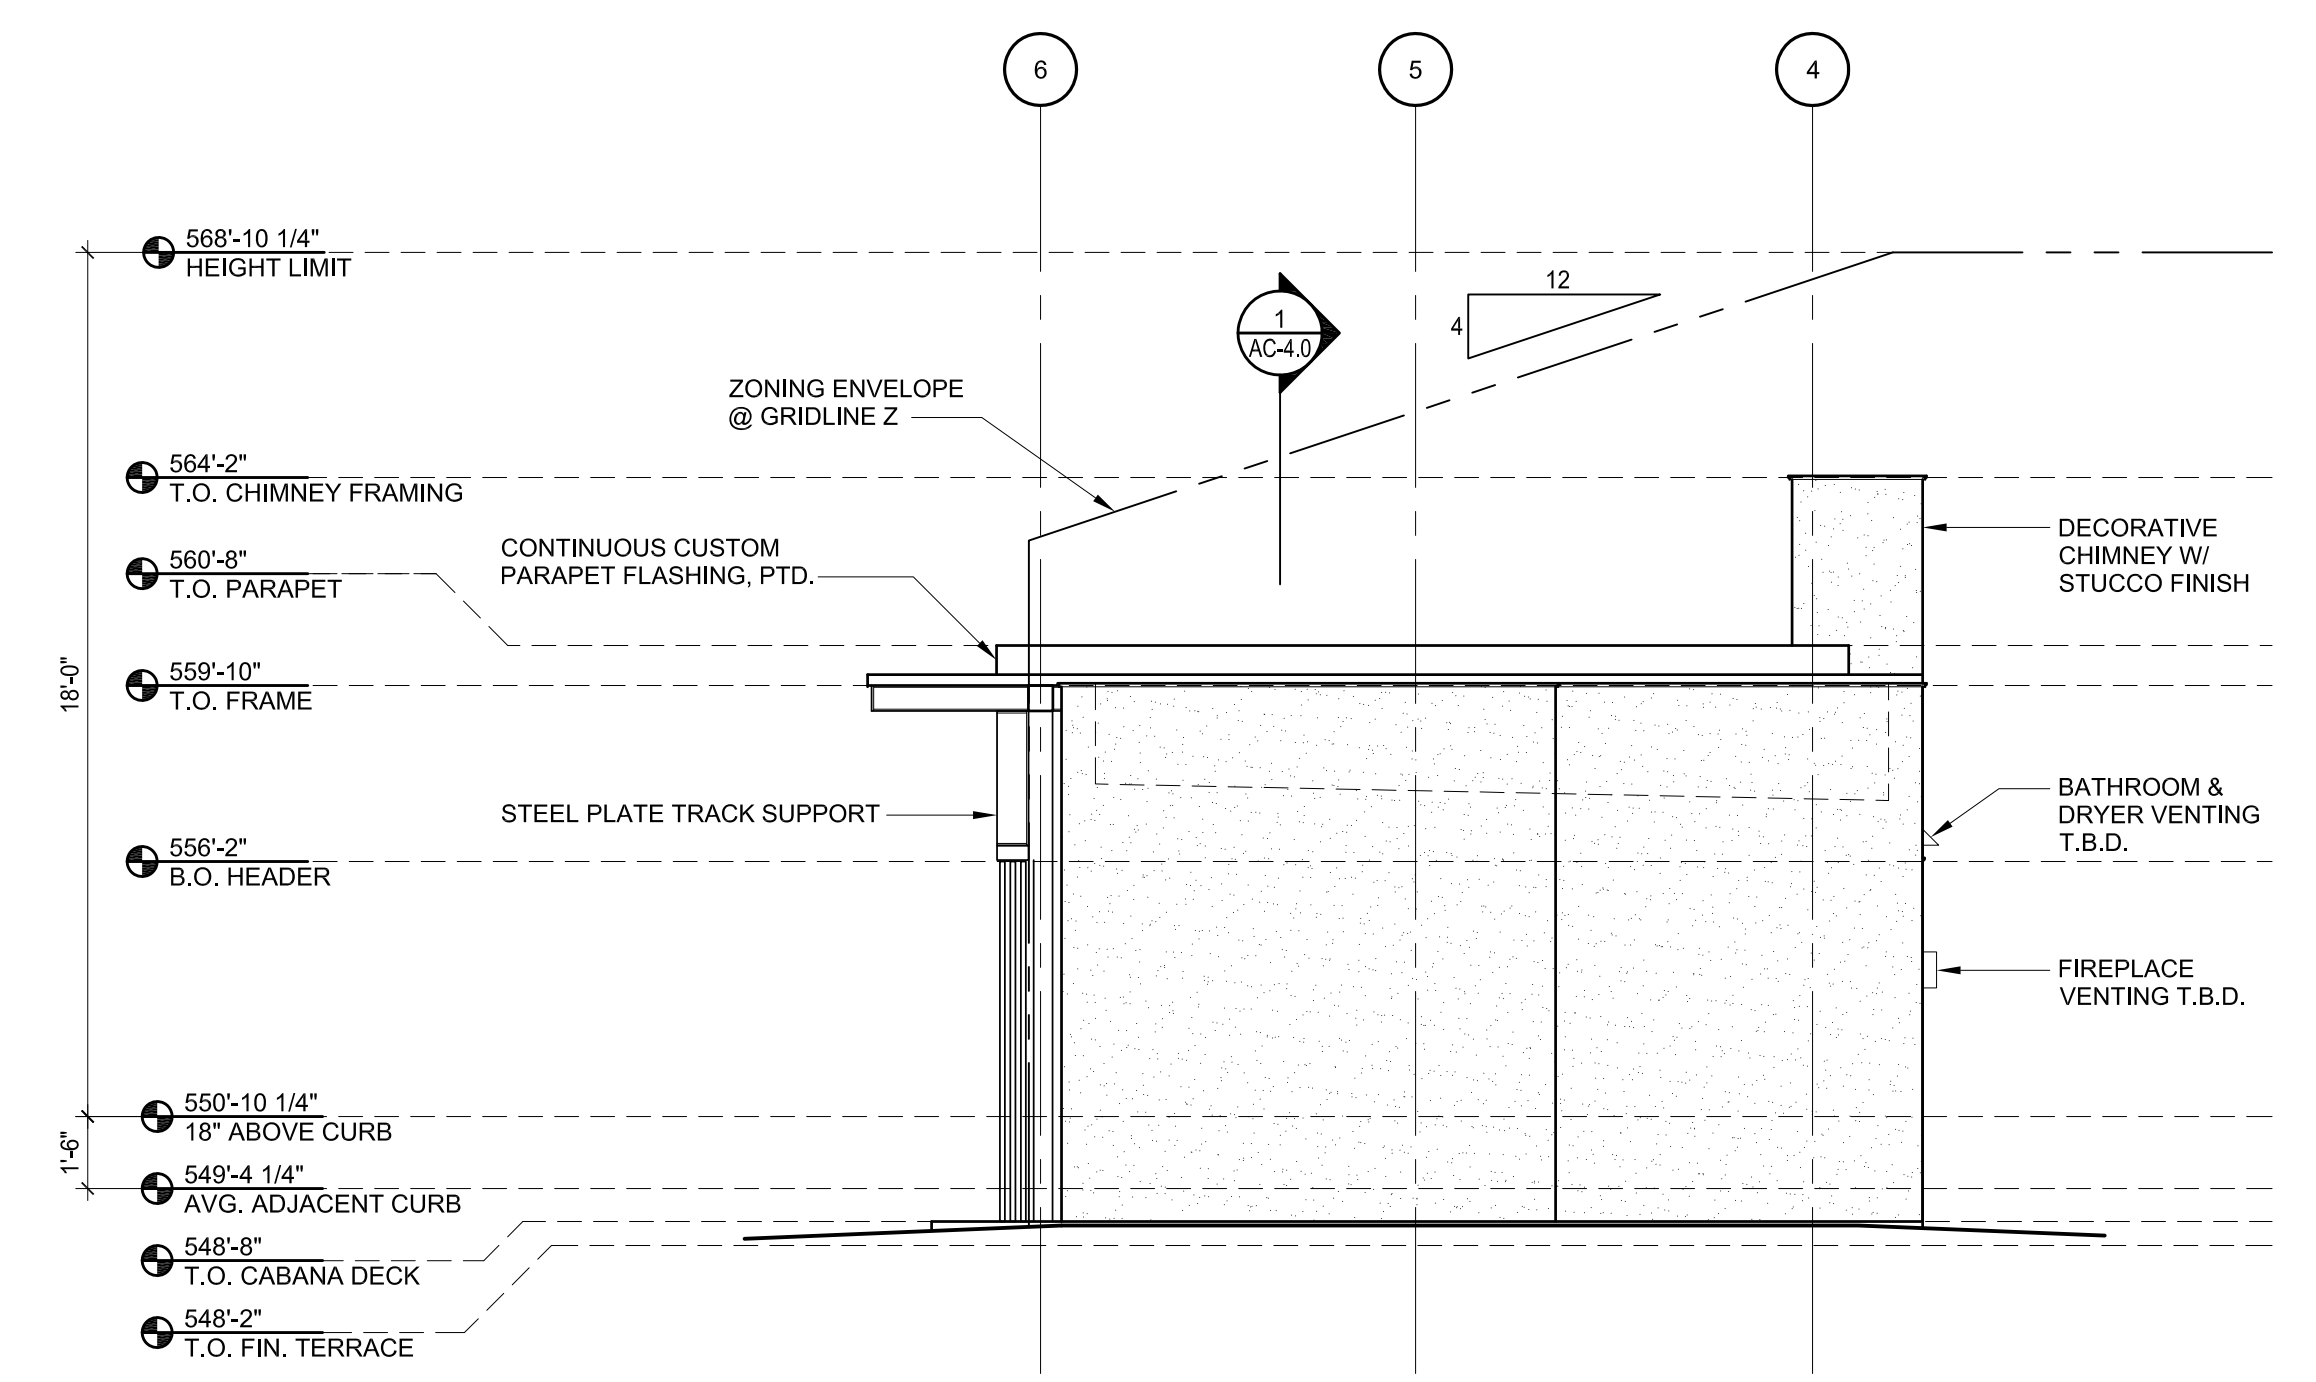 6
5
4
568'-10 1/4"
HEIGHT LIMIT
12
4
1
AC-4.0
ZONING ENVELOPE
@ GRIDLINE Z
564'-2"
T.O. CHIMNEY FRAMING
DECORATIVE
CHIMNEY W/
STUCCO FINISH
CONTINUOUS CUSTOM
PARAPET FLASHING, PTD.
560'-8"
T.O. PARAPET
18'-0"
559'-10"
T.O. FRAME
STEEL PLATE TRACK SUPPORT
BATHROOM &
DRYER VENTING
T.B.D.
556'-2"
B.O. HEADER
FIREPLACE
VENTING T.B.D.
550'-10 1/4"
18" ABOVE CURB
1'-6"
549'-4 1/4"
AVG. ADJACENT CURB
548'-8"
T.O. CABANA DECK
548'-2"
T.O. FIN. TERRACE